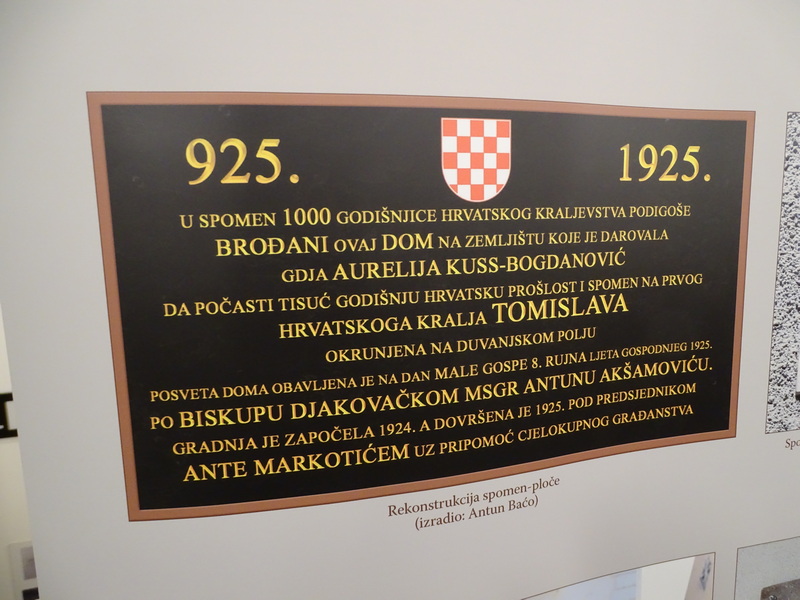 925. 1925.
U SPOMEN 1000 GODIŠNJICE HRVATSKOG KRALJEVSTVA PODIGOŠE
BROĐANI OVAJ DOM NA ZEMLJIŠTU KOJE JE DAROVALA
GDJA AURELIJA KUSS-BOGDANOVIĆ
DA POČASTI TISUĆ GODIŠNJU HRVATSKU PROŠLOST I SPOMEN NA PRVOG
HRVATSKOGA KRALJA TOMISLAVA
OKRUNJENA NA DUVANJSKOM POLJU
POSVETA DOMA OBAVLJENA JE NA DAN MALE GOSPE 8. RUJNA LJETA GOSPODNJEG 1925.
PO BISKUPU DJAKOVAČKOM MSGR ANTUNU AKŠAMOVIĆU.
GRADNJA JE ZAPOČELA 1924. A DOVRŠENA JE 1925. POD PREDSJEDNIKOM
ANTE MARKOTIĆEM UZ PRIPOMOĆ CJELOKUPNOG GRAĐANSTVA
Rekonstrukcija spomen-ploče
(izradio: Antun Baćo)